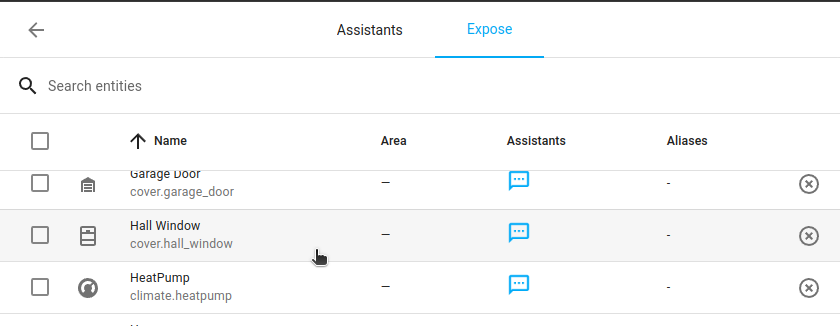 Assistants Expose
Search entities
Name Area Assistants Aliases
Garage Door
cover.garage_door
– -
Hall Window
cover.hall_window
– -
HeatPump
climate.heatpump
– -